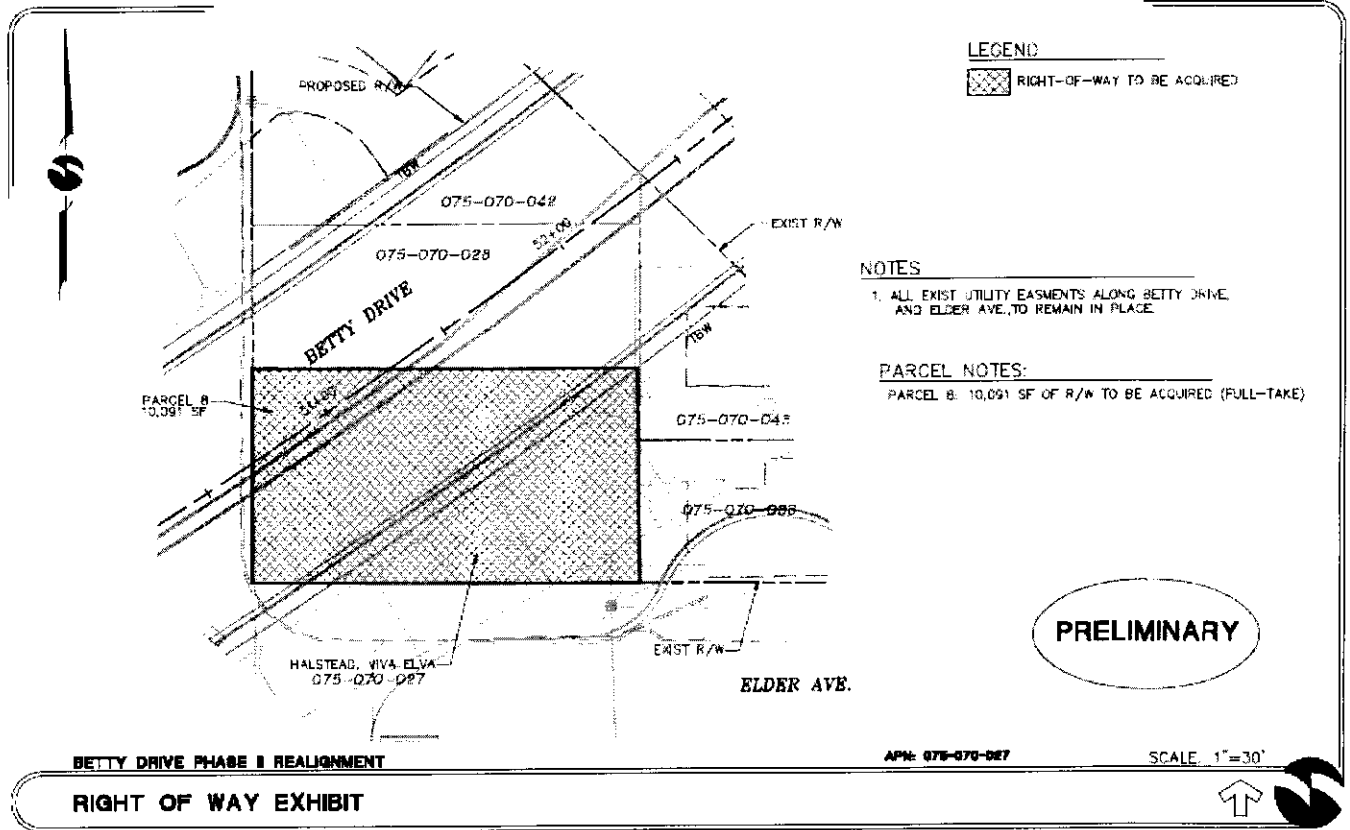 LEGEND
RIGHT-OF-WAY TO BE ACQUIRED
PROPOSED R/W
TBW
075-070-048
EXIST R/W
075-070-028
BETTY DRIVE
NOTES
1. ALL EXIST UTILITY EASMENTS ALONG BETTY DRIVE,
AND ELDER AVE., TO REMAIN IN PLACE.
TBW
PARCEL NOTES:
PARCEL 8: 10,091 SF OF R/W TO BE ACQUIRED (FULL-TAKE)
PARCEL 8
10,091 SF
PRELIMINARY
EXIST R/W
HALSTEAD, VIVA ELVA
075-070-027
ELDER AVE.
BETTY DRIVE PHASE II REALIGNMENT
APN: 075-070-027
SCALE: 1"=30'
RIGHT OF WAY EXHIBIT